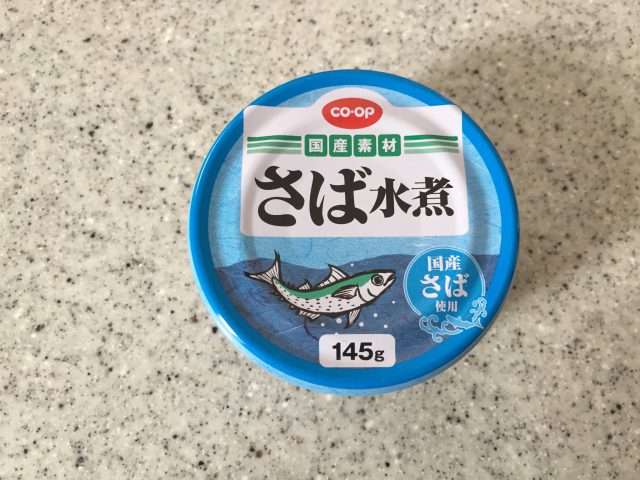 CO・OP
国産素材
さば水煮
国産
さば
使用
145g